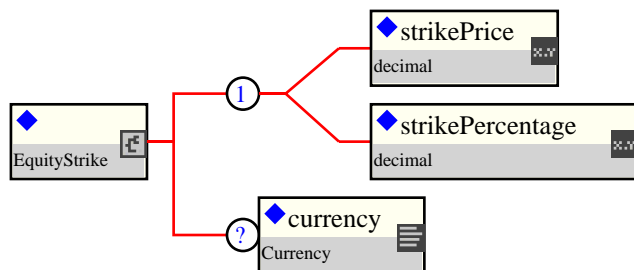 strikePrice
x.y
decimal
1
strikePercentage
x.y
decimal
EquityStrike
?
currency
Currency